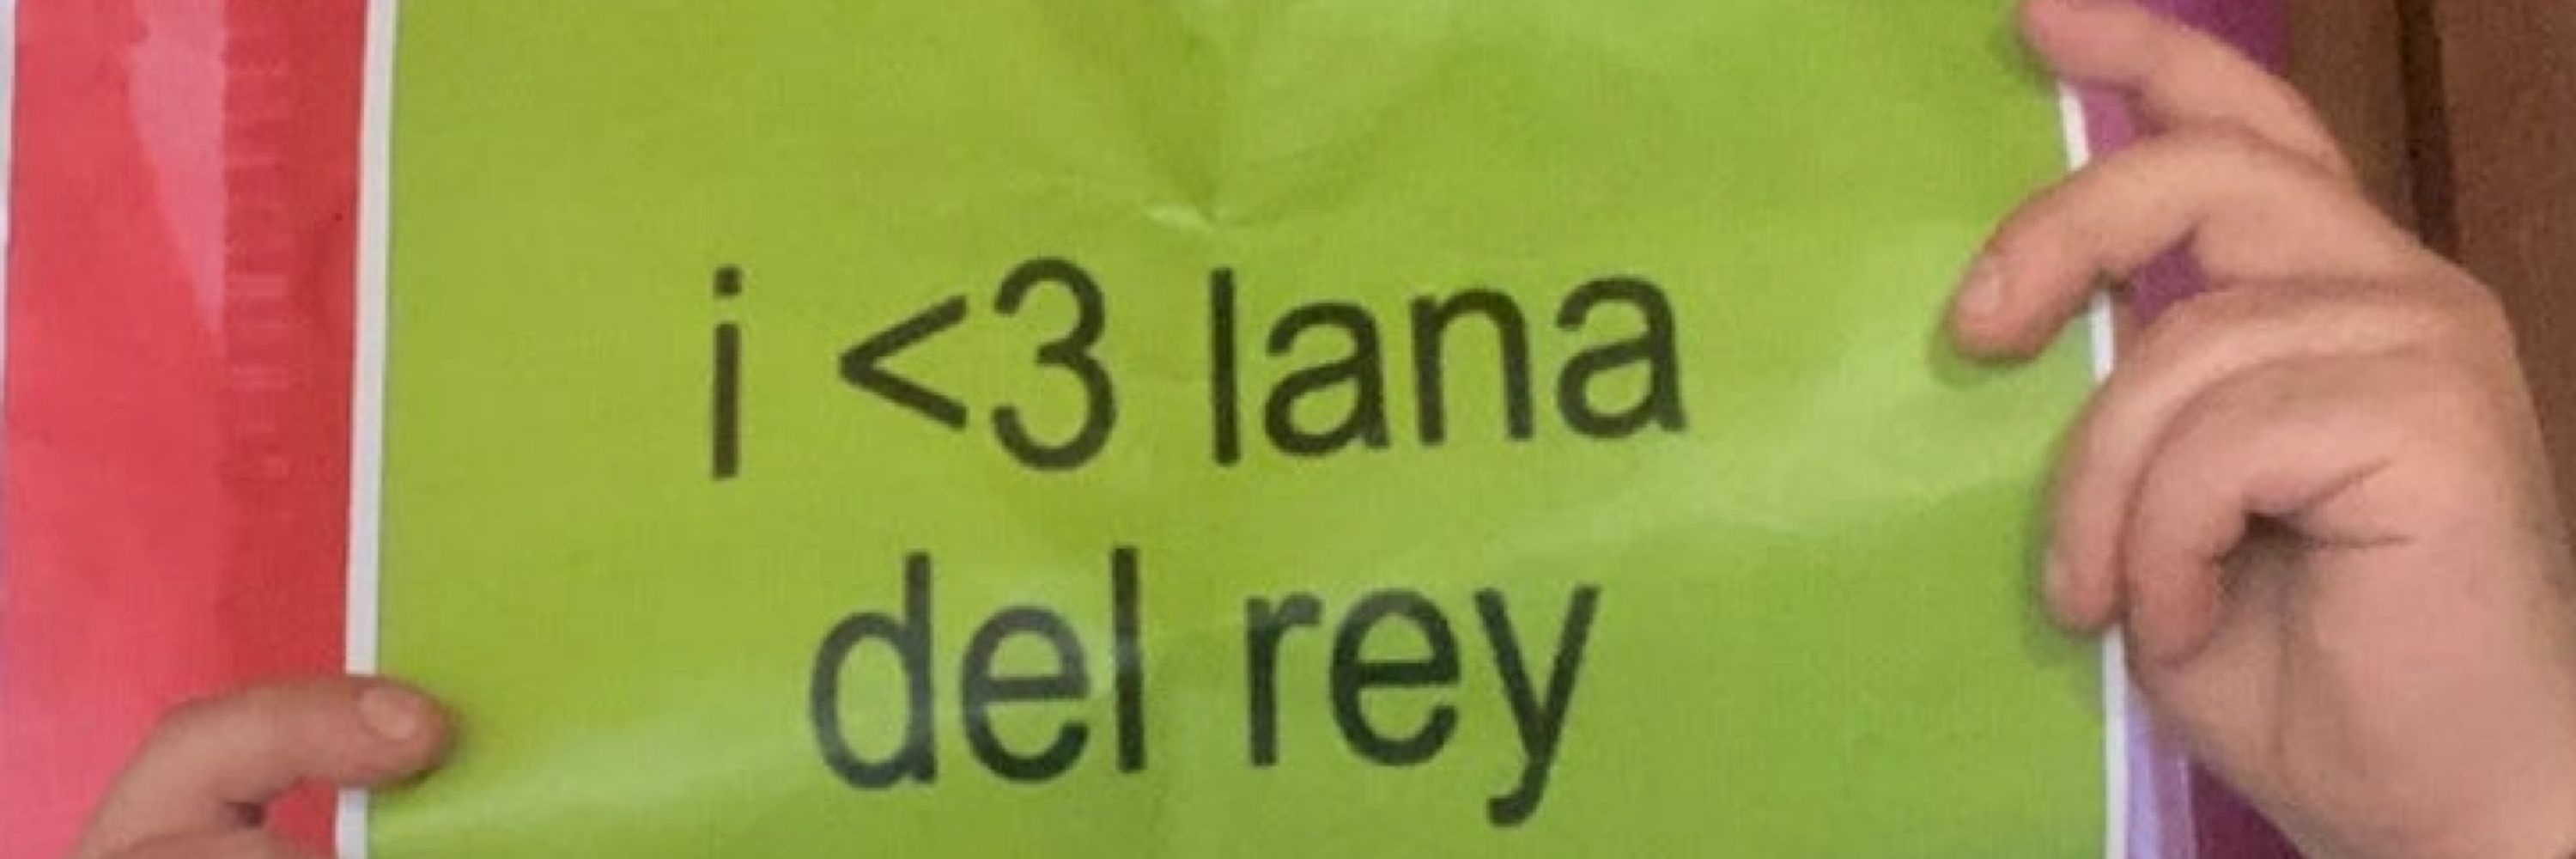 i <3 lana
del rey